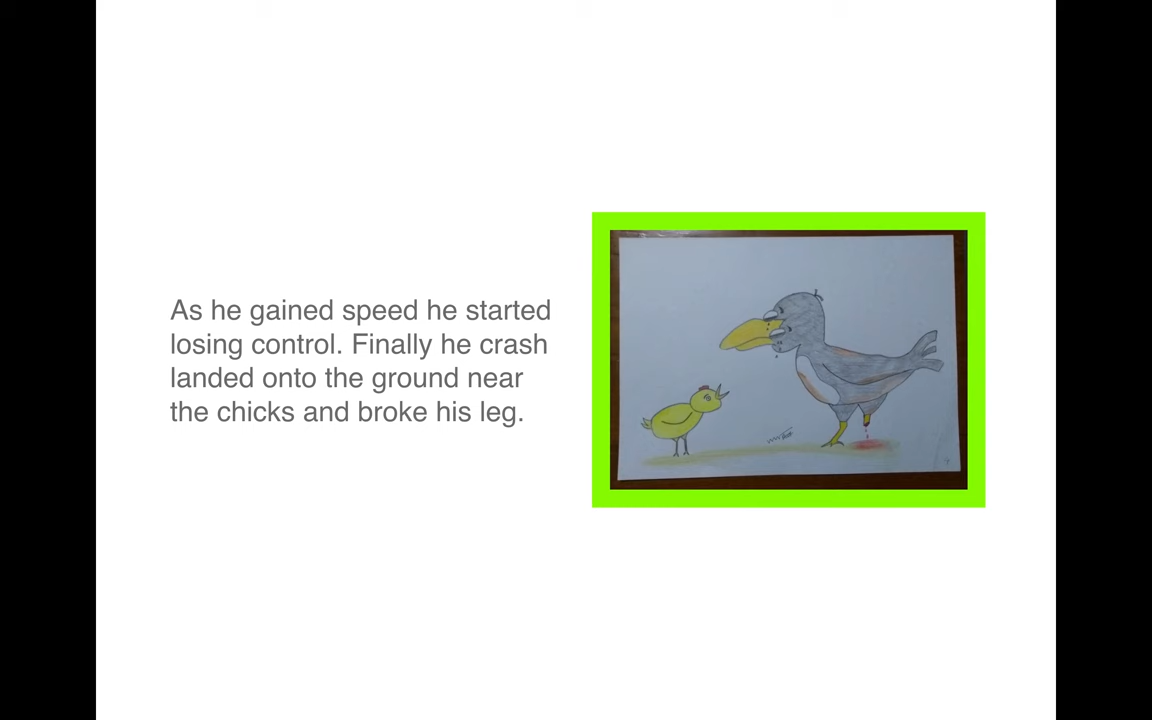 As he gained speed he started
losing control. Finally he crash
landed onto the ground near
the chicks and broke his leg.